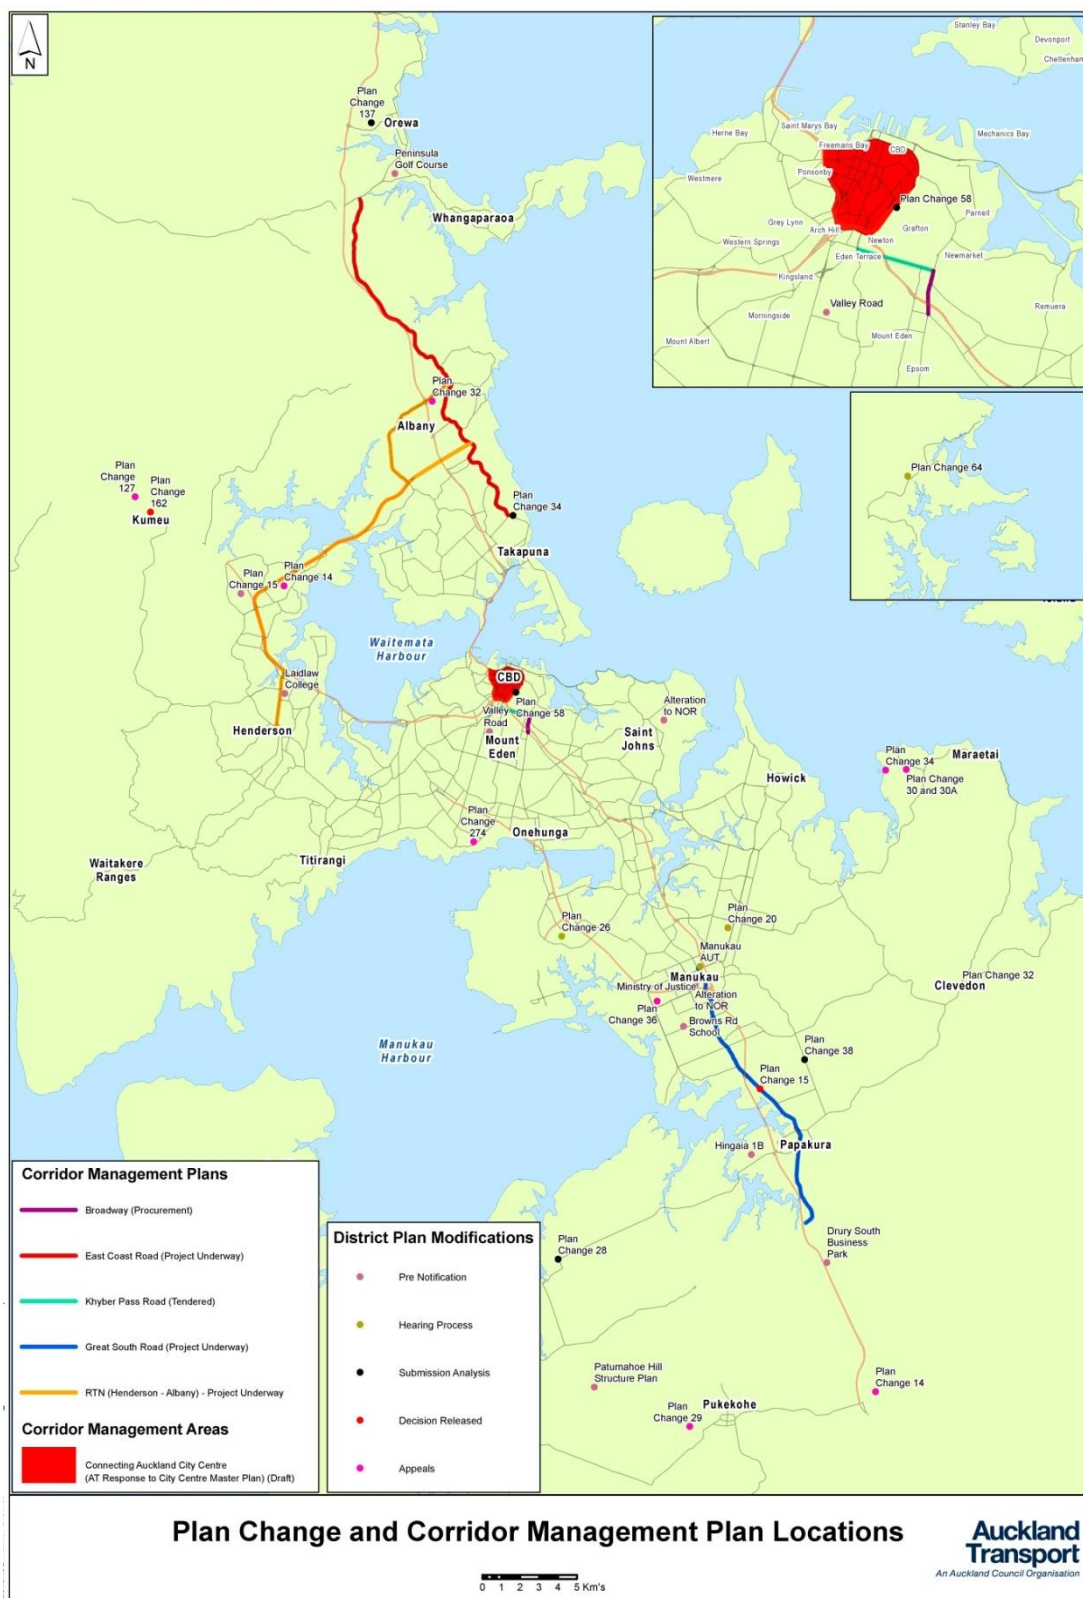 N
Plan
Change
137
Orewa
Peninsula
Golf Course
Whangaparaoa
Plan
Change 32
Albany
Plan
Change
127
Plan
Change
162
Kumeu
Plan
Change 34
Takapuna
Plan
Change 15
Plan
Change 14
Waitemata
Harbour
Laidlaw
College
Henderson
CBD
Plan
Change 58
Valley
Road
Mount
Eden
Alteration
to NOR
Saint
Johns
Howick
Plan
Change 34
Plan Change
30 and 30A
Maraetai
Plan
Change
274
Onehunga
Titirangi
Waitakere
Ranges
Plan
Change 26
Plan
Change 20
Manukau
AUT
Manukau
Ministry of Justice
Alteration
to NOR
Plan
Change 36
Browns Rd
School
Plan Change 32
Clevedon
Manukau
Harbour
Plan
Change 38
Plan
Change 15
Hingaia 1B
Papakura
Drury South
Business
Park
Plan
Change 28
Patumahoe Hill
Structure Plan
Plan
Change 29
Pukekohe
Plan
Change 14
Stanley Bay
Devonport
Cheltenham
Saint Marys Bay
Herne Bay
Mechanics Bay
Freemans Bay
CBD
Ponsonby
Westmere
Plan Change 58
Parnell
Grey Lynn
Arch Hill
Grafton
Newton
Western Springs
Eden Terrace
Newmarket
Kingsland
Valley Road
Remuera
Morningside
Mount Albert
Mount Eden
Epsom
Plan Change 64
Corridor Management Plans
Broadway (Procurement)
East Coast Road (Project Underway)
Khyber Pass Road (Tendered)
Great South Road (Project Underway)
RTN (Henderson - Albany) - Project Underway
Corridor Management Areas
Connecting Auckland City Centre
(AT Response to City Centre Master Plan) (Draft)
District Plan Modifications
Pre Notification
Hearing Process
Submission Analysis
Decision Released
Appeals
Plan Change and Corridor Management Plan Locations
0 1 2 3 4 5 Km's
Auckland
Transport
An Auckland Council Organisation